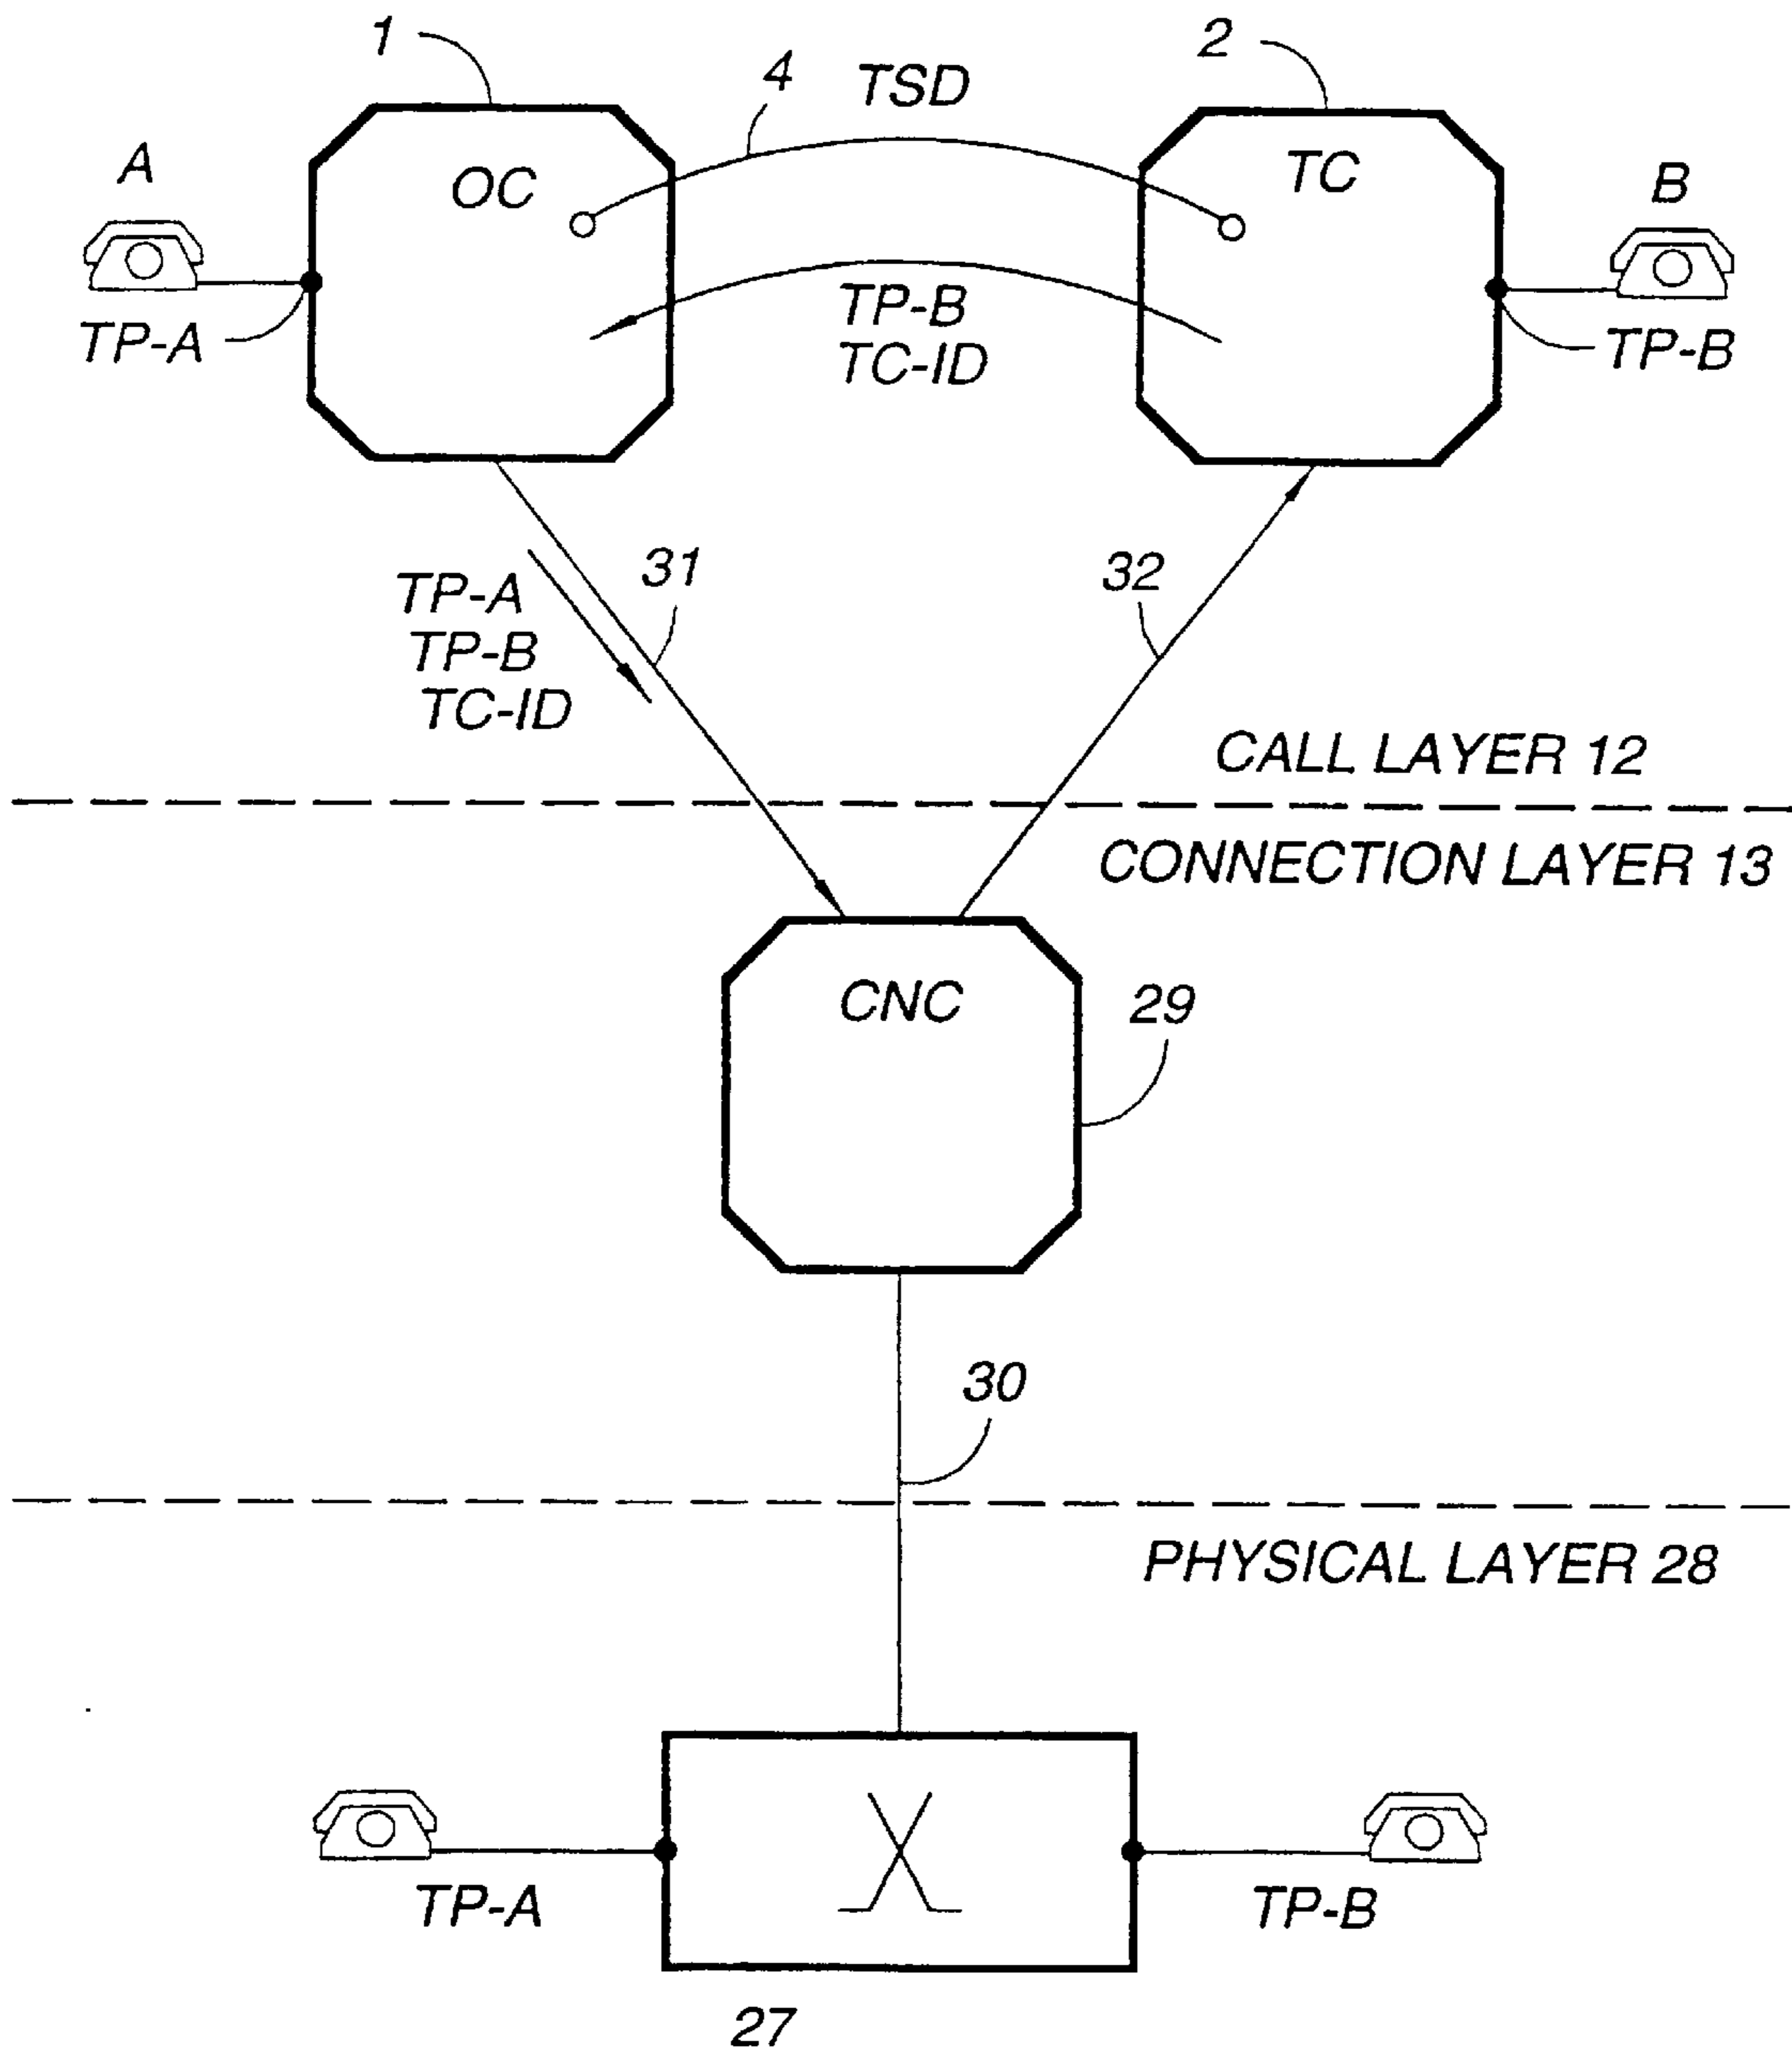 1
2
4
TSD
A
OC
TC
B
TP-A
TP-B
TC-ID
TP-B
31
32
TP-A
TP-B
TC-ID
CALL LAYER 12
CONNECTION LAYER 13
CNC
29
30
PHYSICAL LAYER 28
TP-A
TP-B
27